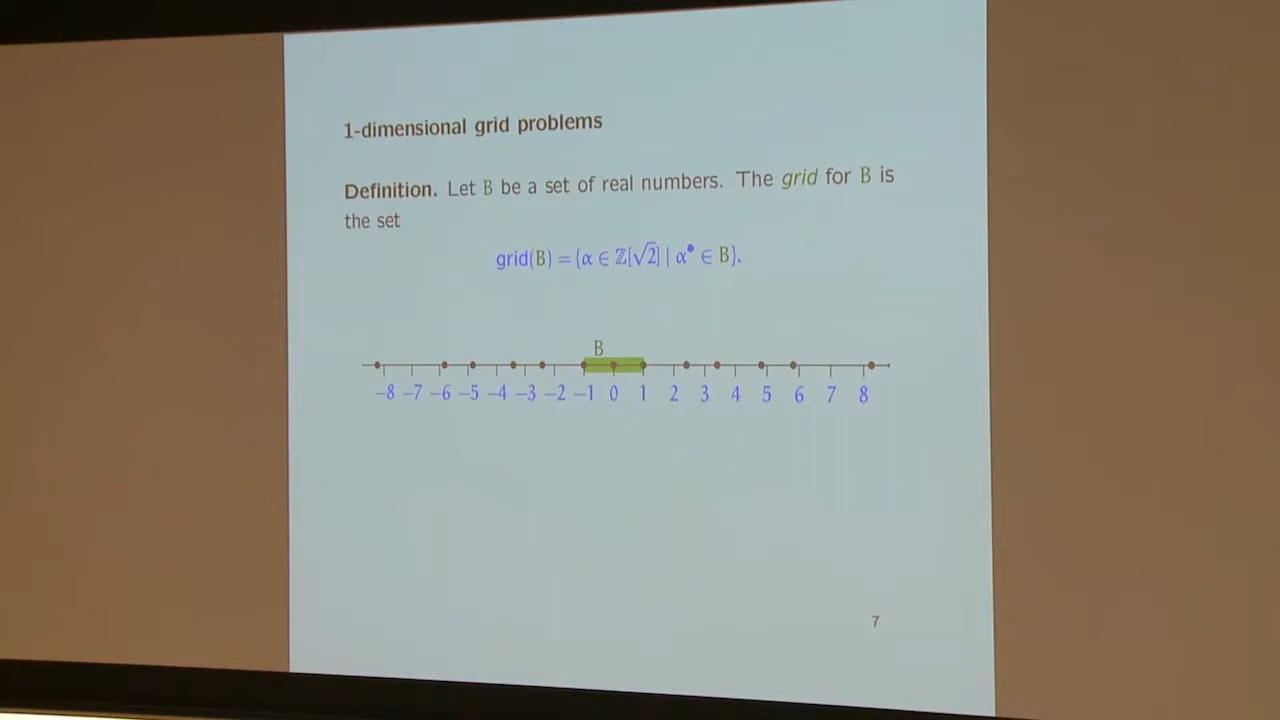 1-dimensional grid problems
Definition. Let B be a set of real numbers. The grid for B is
the set
grid(B) = {α ∈ ℤ[√2] | α• ∈ B}.
B
−8 −7 −6 −5 −4 −3 −2 −1 0 1 2 3 4 5 6 7 8
7